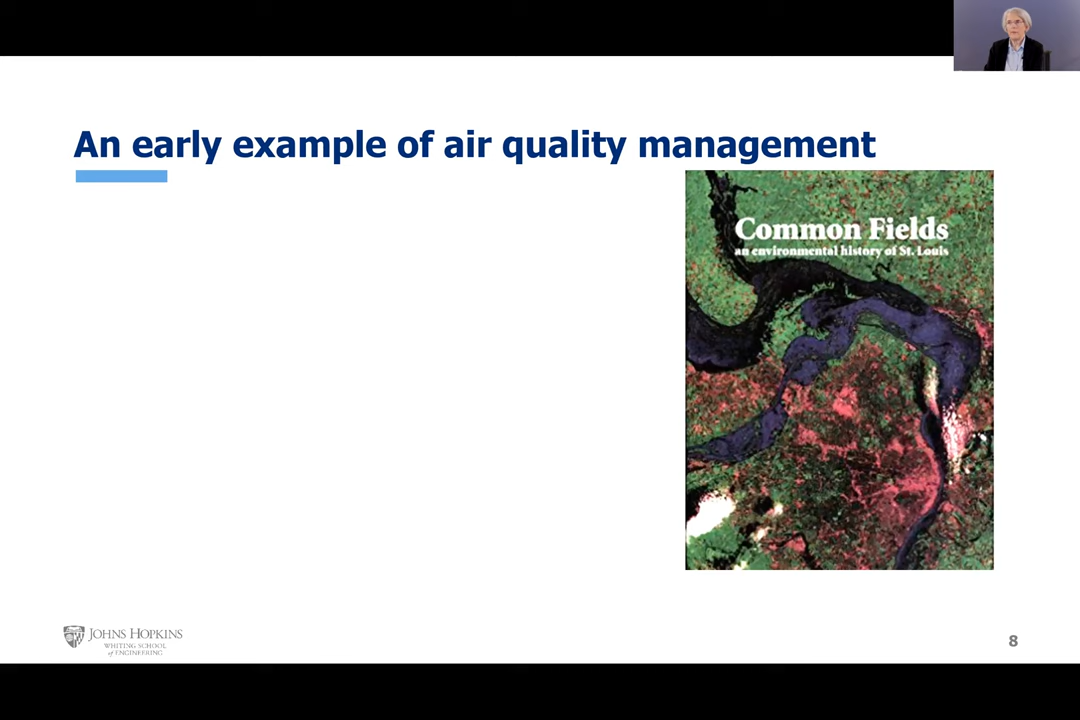 An early example of air quality management
Common Fields
an environmental history of St. Louis
JOHNS HOPKINS
WHITING SCHOOL
of ENGINEERING
8